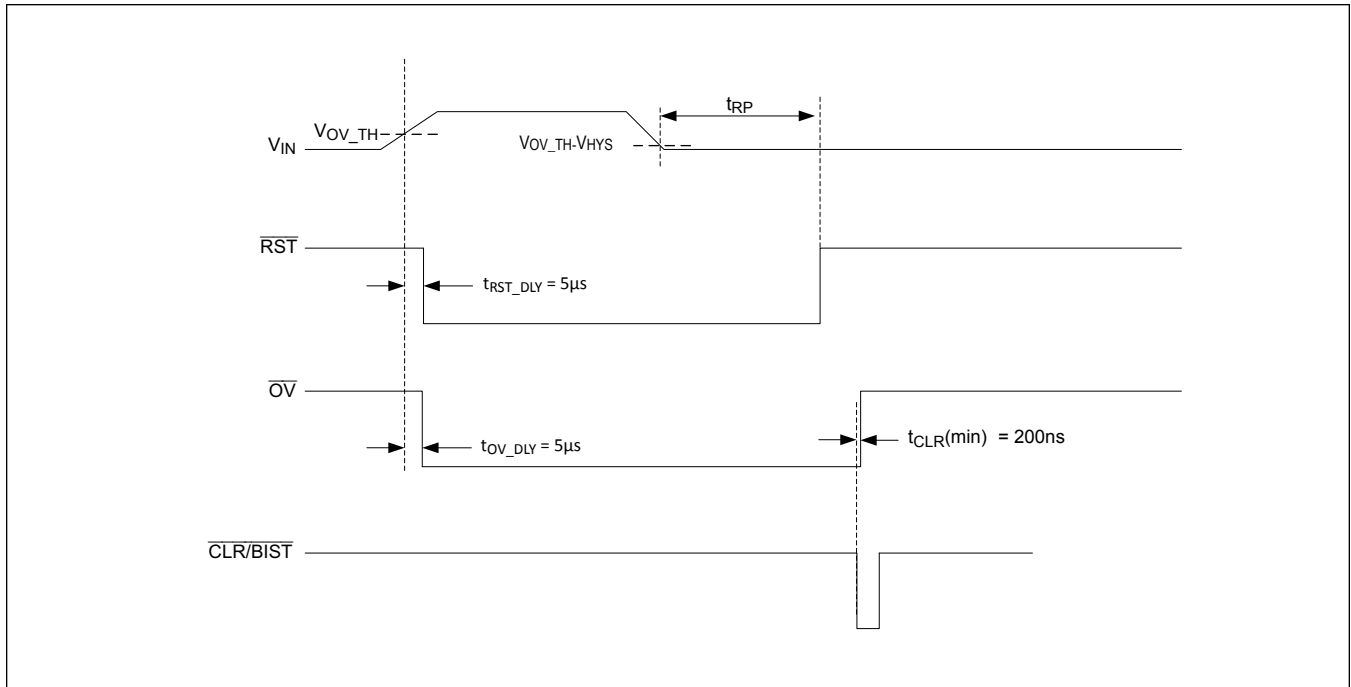 tRP
VOV_TH
VIN
VOV_TH-VHYS
RST
tRST_DLY = 5µs
OV
tOV_DLY = 5µs
tCLR(min) = 200ns
CLR/BIST